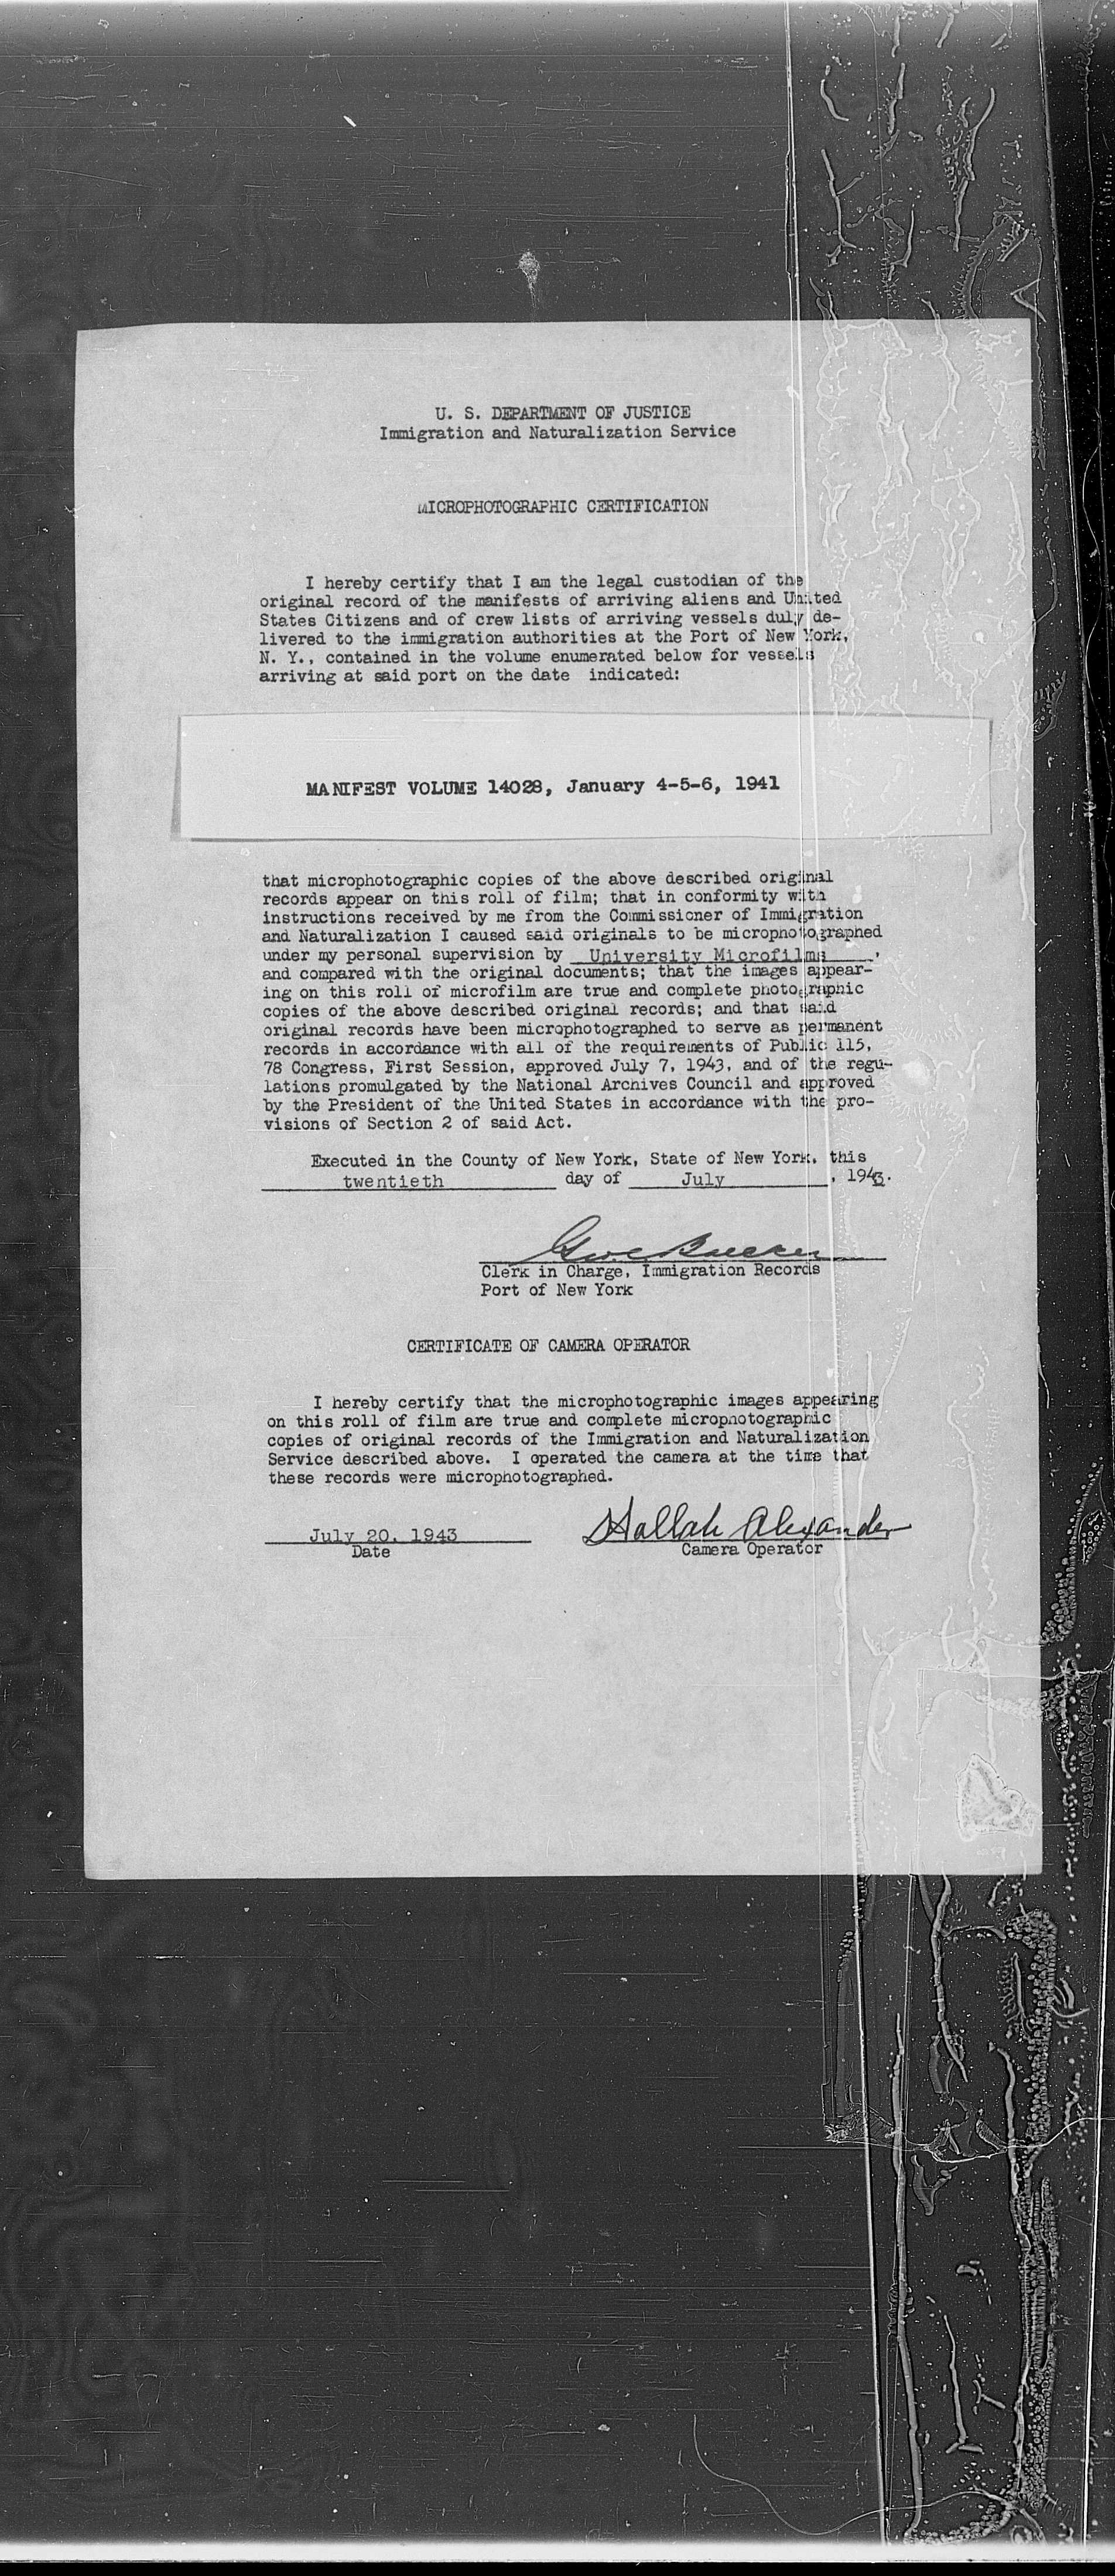 U. S. DEPARTMENT OF JUSTICE
Immigration and Naturalization Service
MICROPHOTOGRAPHIC CERTIFICATION
I hereby certify that I am the legal custodian of the
original record of the manifests of arriving aliens and United
States Citizens and of crew lists of arriving vessels duly de-
livered to the immigration authorities at the Port of New York,
N. Y., contained in the volume enumerated below for vessels
arriving at said port on the date indicated:
MANIFEST VOLUME 14028, January 4-5-6, 1941
that microphotographic copies of the above described original
records appear on this roll of film; that in conformity with
instructions received by me from the Commissioner of Immigration
and Naturalization I caused said originals to be microphotographed
under my personal supervision by University Microfilms,
and compared with the original documents; that the images appear-
ing on this roll of microfilm are true and complete photographic
copies of the above described original records; and that said
original records have been microphotographed to serve as permanent
records in accordance with all of the requirements of Public 115,
78 Congress, First Session, approved July 7, 1943, and of the regu-
lations promulgated by the National Archives Council and approved
by the President of the United States in accordance with the pro-
visions of Section 2 of said Act.
Executed in the County of New York, State of New York, this
twentieth day of July, 1943.
Clerk in Charge, Immigration Records
Port of New York
CERTIFICATE OF CAMERA OPERATOR
I hereby certify that the microphotographic images appearing
on this roll of film are true and complete microphotographic
copies of original records of the Immigration and Naturalization
Service described above. I operated the camera at the time that
these records were microphotographed.
July 20, 1943 Alexander
Date Camera Operator